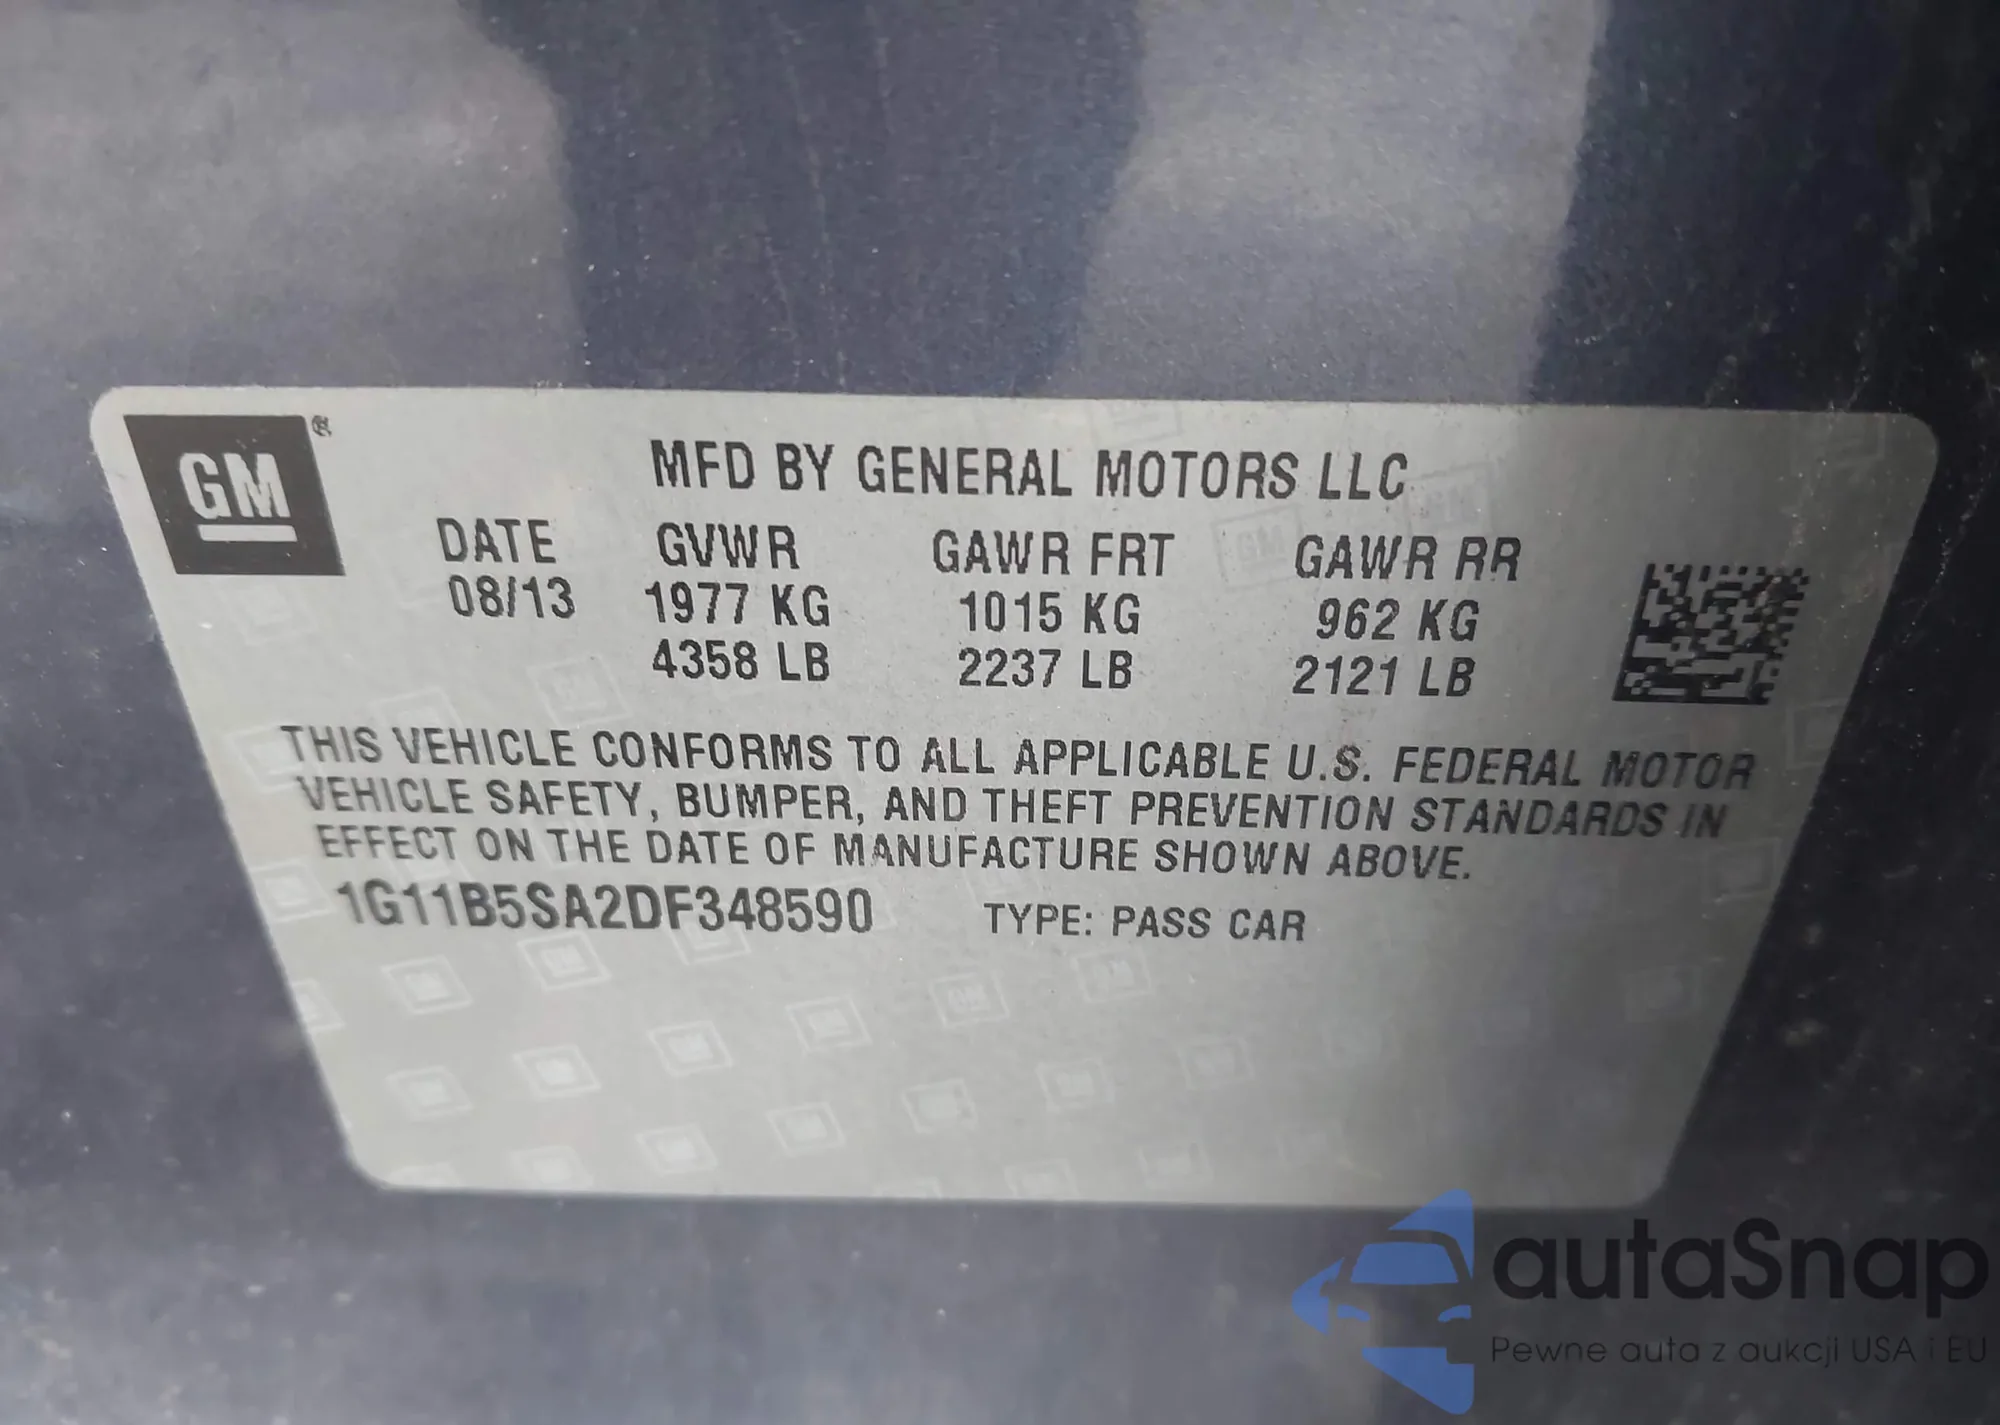 GM®
MFD BY GENERAL MOTORS LLC
DATE GVWR GAWR FRT GAWR RR
08/13 1977 KG 1015 KG 962 KG
4358 LB 2237 LB 2121 LB
THIS VEHICLE CONFORMS TO ALL APPLICABLE U.S. FEDERAL MOTOR
VEHICLE SAFETY, BUMPER, AND THEFT PREVENTION STANDARDS IN
EFFECT ON THE DATE OF MANUFACTURE SHOWN ABOVE.
1G11B5SA2DF348590 TYPE: PASS CAR
autaSnap
Pewne auta z aukcji USA i EU